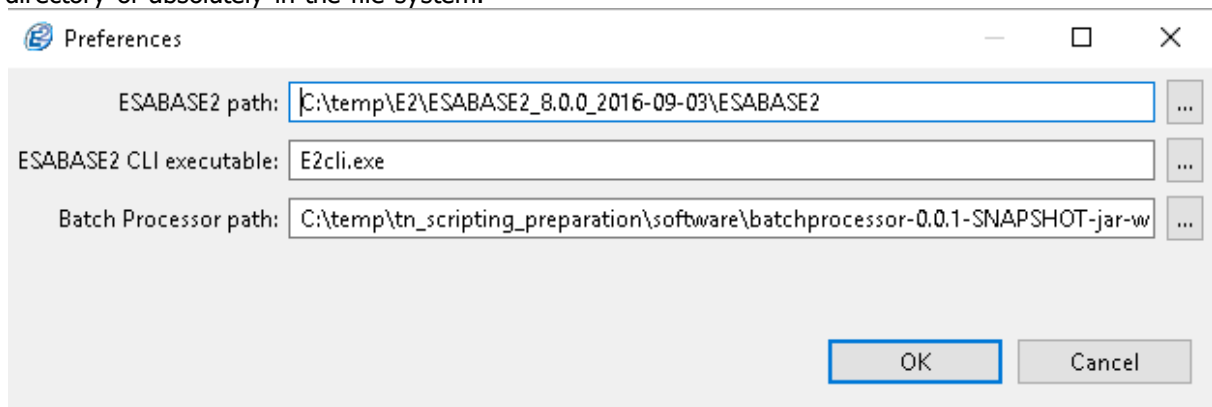 directory or absolutely in the file system.
Preferences
ESABASE2 path: C:\temp\E2\ESABASE2_8.0.0_2016-09-03\ESABASE2 ...
ESABASE2 CLI executable: E2cli.exe ...
Batch Processor path: C:\temp\tn_scripting_preparation\software\batchprocessor-0.0.1-SNAPSHOT-jar-w ...
OK Cancel